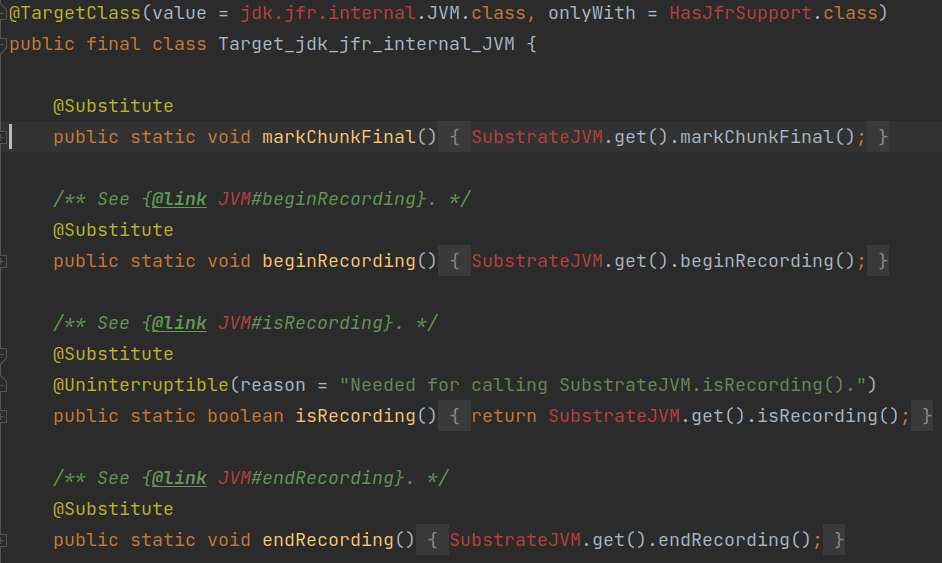 @TargetClass(value = jdk.jfr.internal.JVM.class, onlyWith = HasJfrSupport.class)
public final class Target_jdk_jfr_internal_JVM {
@Substitute
public static void markChunkFinal() { SubstrateJVM.get().markChunkFinal(); }
/** See {@link JVM#beginRecording}. */
@Substitute
public static void beginRecording() { SubstrateJVM.get().beginRecording(); }
/** See {@link JVM#isRecording}. */
@Substitute
@Uninterruptible(reason = "Needed for calling SubstrateJVM.isRecording().")
public static boolean isRecording() { return SubstrateJVM.get().isRecording(); }
/** See {@link JVM#endRecording}. */
@Substitute
public static void endRecording() { SubstrateJVM.get().endRecording(); }